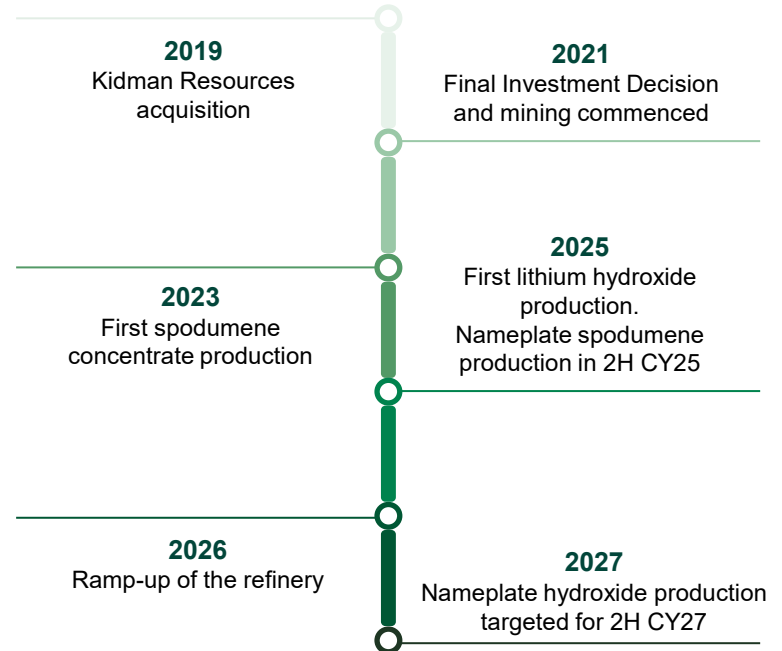 2019
Kidman Resources
acquisition
2021
Final Investment Decision
and mining commenced
2023
First spodumene
concentrate production
2025
First lithium hydroxide
production.
Nameplate spodumene
production in 2H CY25
2026
Ramp-up of the refinery
2027
Nameplate hydroxide production
targeted for 2H CY27